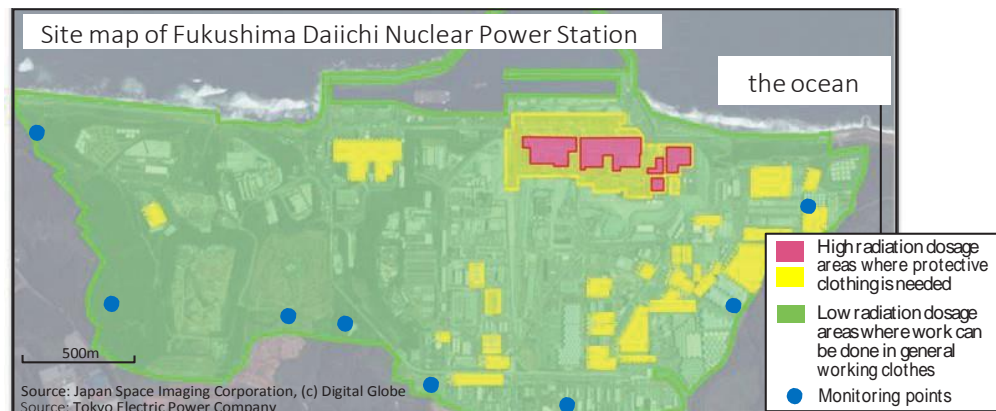 Site map of Fukushima Daiichi Nuclear Power Station
the ocean
High radiation dosage
areas where protective
clothing is needed
Low radiation dosage
areas where work can
be done in general
working clothes
Monitoring points
500m
Source: Japan Space Imaging Corporation, (c) Digital Globe
Source: Tokyo Electric Power Company